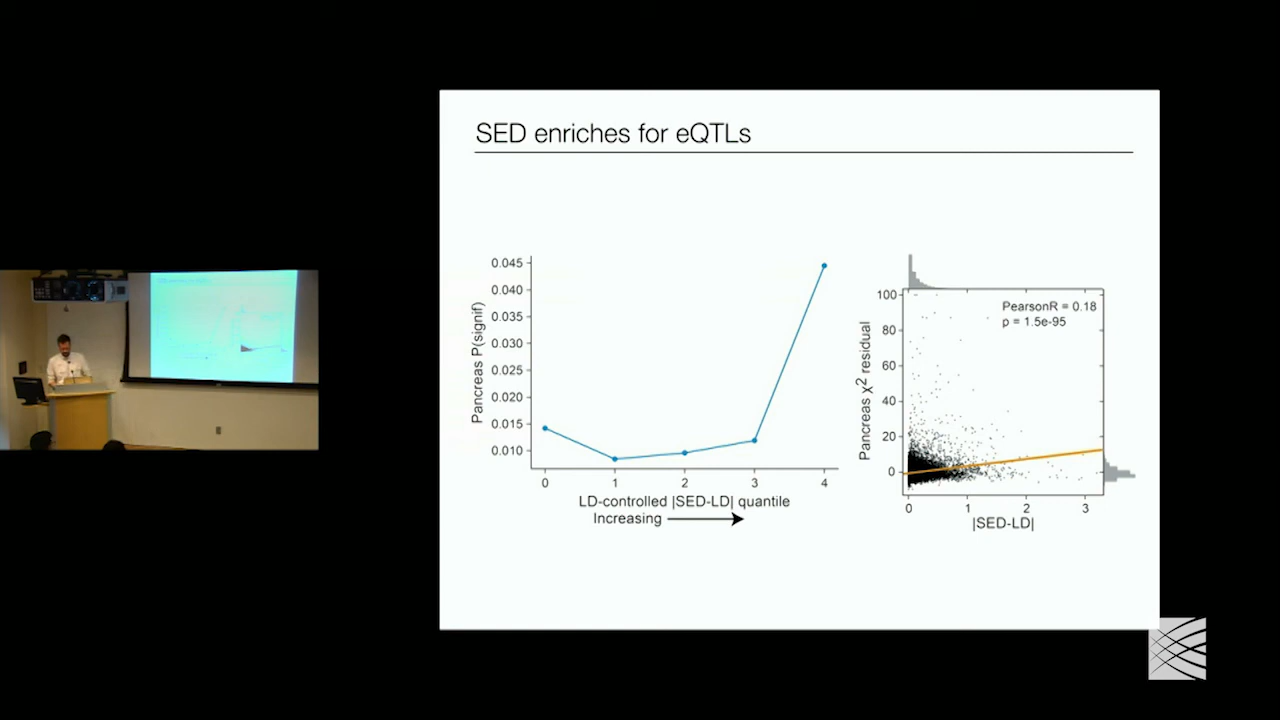 SED enriches for eQTLs
0.045
0.040
0.035
0.030
0.025
0.020
0.015
0.010
Pancreas P(signif)
0 1 2 3 4
LD-controlled |SED-LD| quantile
Increasing
PearsonR = 0.18
p = 1.5e-95
100
80
60
40
20
0
Pancreas χ2 residual
0 1 2 3
|SED-LD|